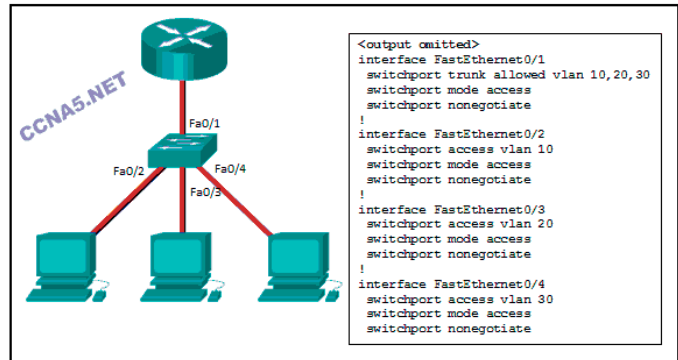 CCNA5.NET
Fa0/1
Fa0/2
Fa0/4
Fa0/3
<output omitted>
interface FastEthernet0/1
switchport trunk allowed vlan 10,20,30
switchport mode access
switchport nonegotiate
!
interface FastEthernet0/2
switchport access vlan 10
switchport mode access
switchport nonegotiate
!
interface FastEthernet0/3
switchport access vlan 20
switchport mode access
switchport nonegotiate
!
interface FastEthernet0/4
switchport access vlan 30
switchport mode access
switchport nonegotiate